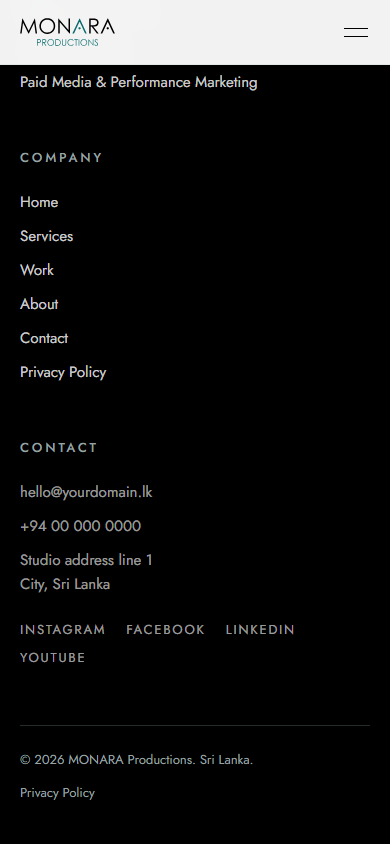 MONARA
PRODUCTIONS
Paid Media & Performance Marketing
COMPANY
Home
Services
Work
About
Contact
Privacy Policy
CONTACT
hello@yourdomain.lk
+94 00 000 0000
Studio address line 1
City, Sri Lanka
INSTAGRAM FACEBOOK LINKEDIN
YOUTUBE
© 2026 MONARA Productions. Sri Lanka.
Privacy Policy